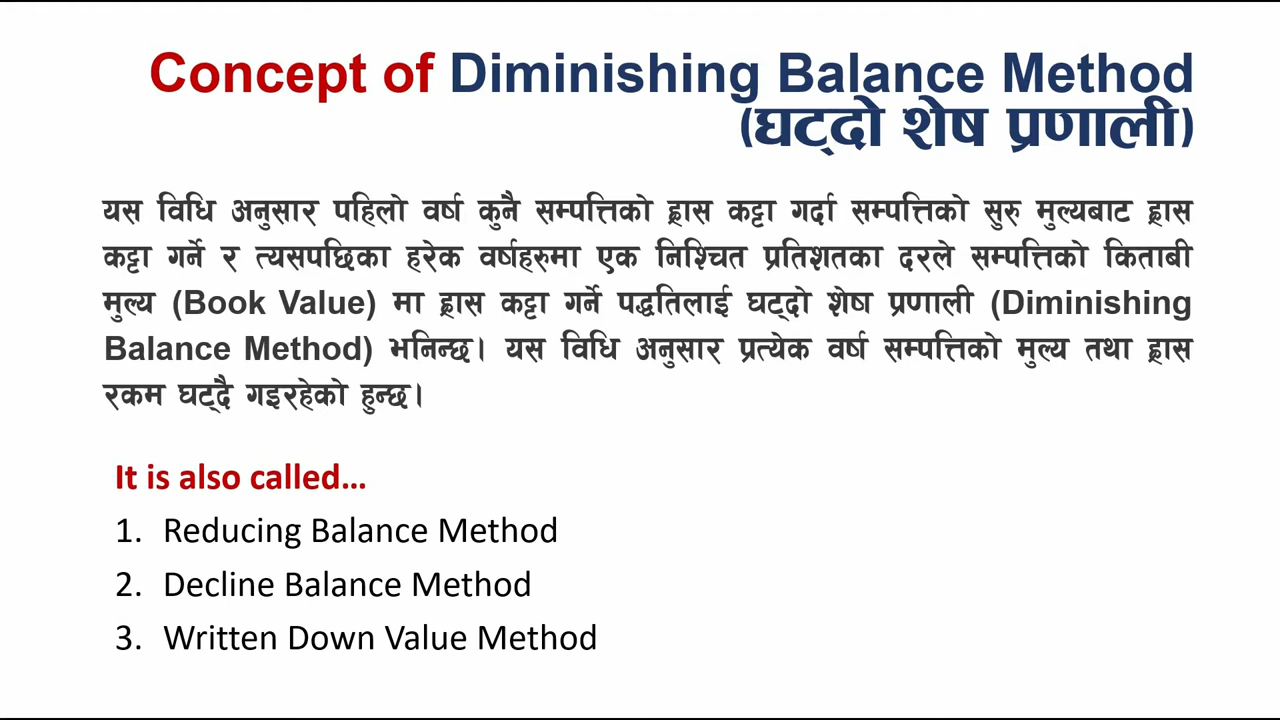 Concept of Diminishing Balance Method
(घट्दो शेष प्रणाली)
यस विधि अनुसार पहिलो वर्ष कुनै सम्पत्तिको ह्रास कट्टा गर्दा सम्पत्तिको सुरु मुल्यबाट ह्रास
कट्टा गर्ने र त्यसपछिका हरेक वर्षहरुमा एक निश्चित प्रतिशतका दरले सम्पत्तिको किताबी
मुल्य (Book Value) मा ह्रास कट्टा गर्ने पद्धतिलाई घट्दो शेष प्रणाली (Diminishing
Balance Method) भनिन्छ। यस विधि अनुसार प्रत्येक वर्ष सम्पत्तिको मुल्य तथा ह्रास
रकम घट्दै गइरहेको हुन्छ।
It is also called...
1. Reducing Balance Method
2. Decline Balance Method
3. Written Down Value Method